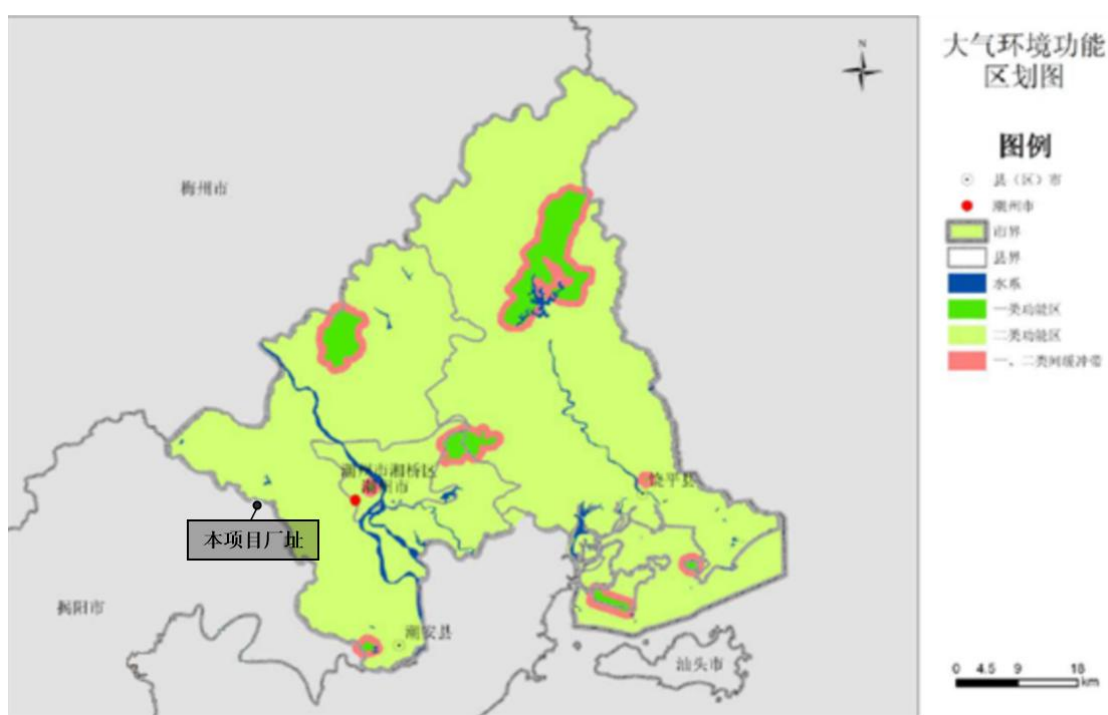 大气环境功能
区划图
N
图例
县（区）市
潮州市
市界
县界
水系
一类功能区
二类功能区
一、二类间缓冲带
梅州市
潮州市湘桥区
潮州市
饶平县
本项目厂址
揭阳市
潮安县
汕头市
0 4.5 9 18
km